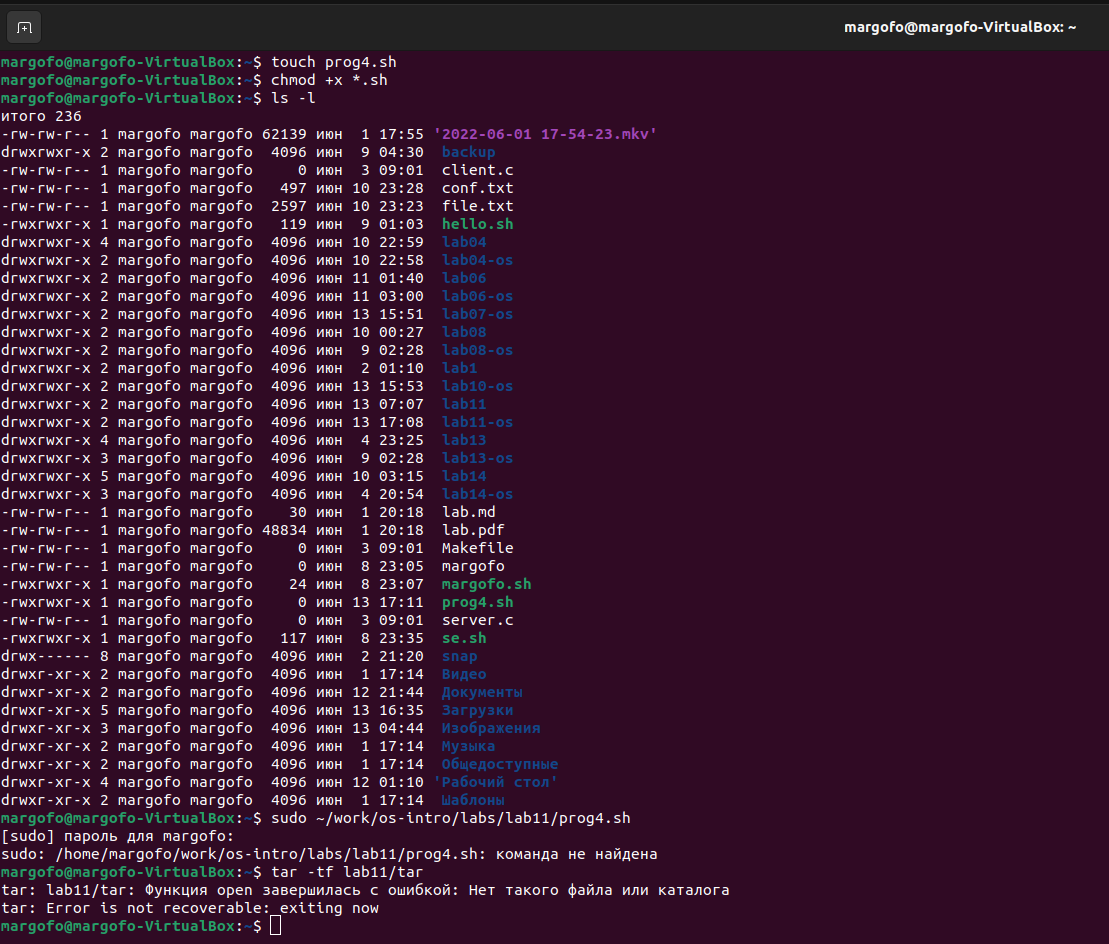 margofo@margofo-VirtualBox: ~
margofo@margofo-VirtualBox:~$ touch prog4.sh
margofo@margofo-VirtualBox:~$ chmod +x *.sh
margofo@margofo-VirtualBox:~$ ls -l
итого 236
-rw-rw-r-- 1 margofo margofo 62139 июн  1 17:55 '2022-06-01 17-54-23.mkv'
drwxrwxr-x 2 margofo margofo  4096 июн  9 04:30  backup
-rw-rw-r-- 1 margofo margofo     0 июн  3 09:01  client.c
-rw-rw-r-- 1 margofo margofo   497 июн 10 23:28  conf.txt
-rw-rw-r-- 1 margofo margofo  2597 июн 10 23:23  file.txt
-rwxrwxr-x 1 margofo margofo   119 июн  9 01:03  hello.sh
drwxrwxr-x 4 margofo margofo  4096 июн 10 22:59  lab04
drwxrwxr-x 2 margofo margofo  4096 июн 10 22:58  lab04-os
drwxrwxr-x 2 margofo margofo  4096 июн 11 01:40  lab06
drwxrwxr-x 2 margofo margofo  4096 июн 11 03:00  lab06-os
drwxrwxr-x 2 margofo margofo  4096 июн 13 15:51  lab07-os
drwxrwxr-x 2 margofo margofo  4096 июн 10 00:27  lab08
drwxrwxr-x 2 margofo margofo  4096 июн  9 02:28  lab08-os
drwxrwxr-x 2 margofo margofo  4096 июн  2 01:10  lab1
drwxrwxr-x 2 margofo margofo  4096 июн 13 15:53  lab10-os
drwxrwxr-x 2 margofo margofo  4096 июн 13 07:07  lab11
drwxrwxr-x 2 margofo margofo  4096 июн 13 17:08  lab11-os
drwxrwxr-x 4 margofo margofo  4096 июн  4 23:25  lab13
drwxrwxr-x 3 margofo margofo  4096 июн  9 02:28  lab13-os
drwxrwxr-x 5 margofo margofo  4096 июн 10 03:15  lab14
drwxrwxr-x 3 margofo margofo  4096 июн  4 20:54  lab14-os
-rw-rw-r-- 1 margofo margofo    30 июн  1 20:18  lab.md
-rw-rw-r-- 1 margofo margofo 48834 июн  1 20:18  lab.pdf
-rw-rw-r-- 1 margofo margofo     0 июн  3 09:01  Makefile
-rw-rw-r-- 1 margofo margofo     0 июн  8 23:05  margofo
-rwxrwxr-x 1 margofo margofo    24 июн  8 23:07  margofo.sh
-rwxrwxr-x 1 margofo margofo     0 июн 13 17:11  prog4.sh
-rw-rw-r-- 1 margofo margofo     0 июн  3 09:01  server.c
-rwxrwxr-x 1 margofo margofo   117 июн  8 23:35  se.sh
drwx------ 8 margofo margofo  4096 июн  2 21:20  snap
drwxr-xr-x 2 margofo margofo  4096 июн  1 17:14  Видео
drwxr-xr-x 2 margofo margofo  4096 июн 12 21:44  Документы
drwxr-xr-x 5 margofo margofo  4096 июн 13 16:35  Загрузки
drwxr-xr-x 3 margofo margofo  4096 июн 13 04:44  Изображения
drwxr-xr-x 2 margofo margofo  4096 июн  1 17:14  Музыка
drwxr-xr-x 2 margofo margofo  4096 июн  1 17:14  Общедоступные
drwxr-xr-x 4 margofo margofo  4096 июн 12 01:10 'Рабочий стол'
drwxr-xr-x 2 margofo margofo  4096 июн  1 17:14  Шаблоны
margofo@margofo-VirtualBox:~$ sudo ~/work/os-intro/labs/lab11/prog4.sh
[sudo] пароль для margofo:
sudo: /home/margofo/work/os-intro/labs/lab11/prog4.sh: команда не найдена
margofo@margofo-VirtualBox:~$ tar -tf lab11/tar
tar: lab11/tar: Функция open завершилась с ошибкой: Нет такого файла или каталога
tar: Error is not recoverable: exiting now
margofo@margofo-VirtualBox:~$